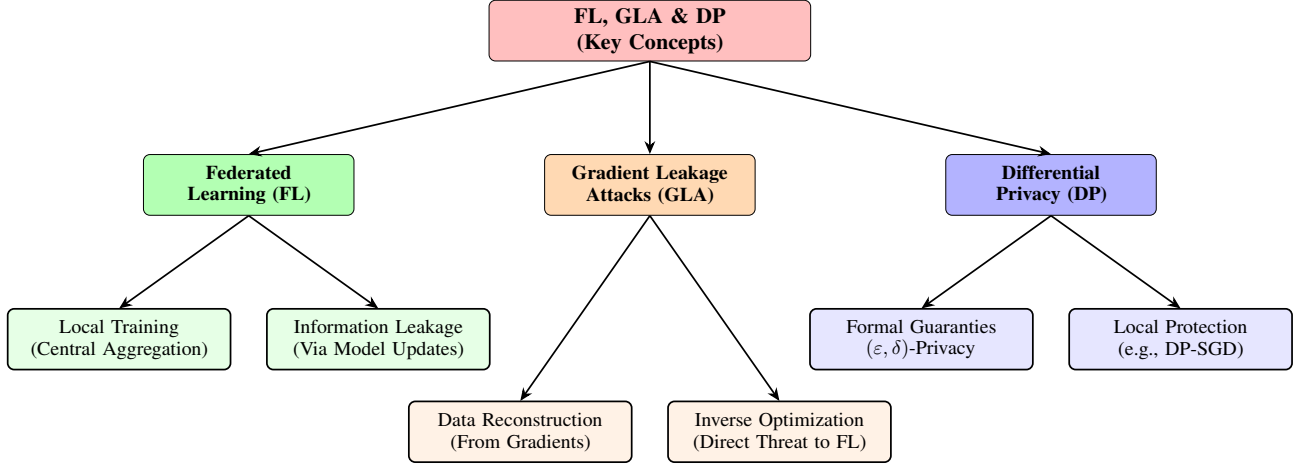 FL, GLA & DP
(Key Concepts)
Federated
Learning (FL)
Gradient Leakage
Attacks (GLA)
Differential
Privacy (DP)
Local Training
(Central Aggregation)
Information Leakage
(Via Model Updates)
Formal Guaranties
(ε, δ)-Privacy
Local Protection
(e.g., DP-SGD)
Data Reconstruction
(From Gradients)
Inverse Optimization
(Direct Threat to FL)